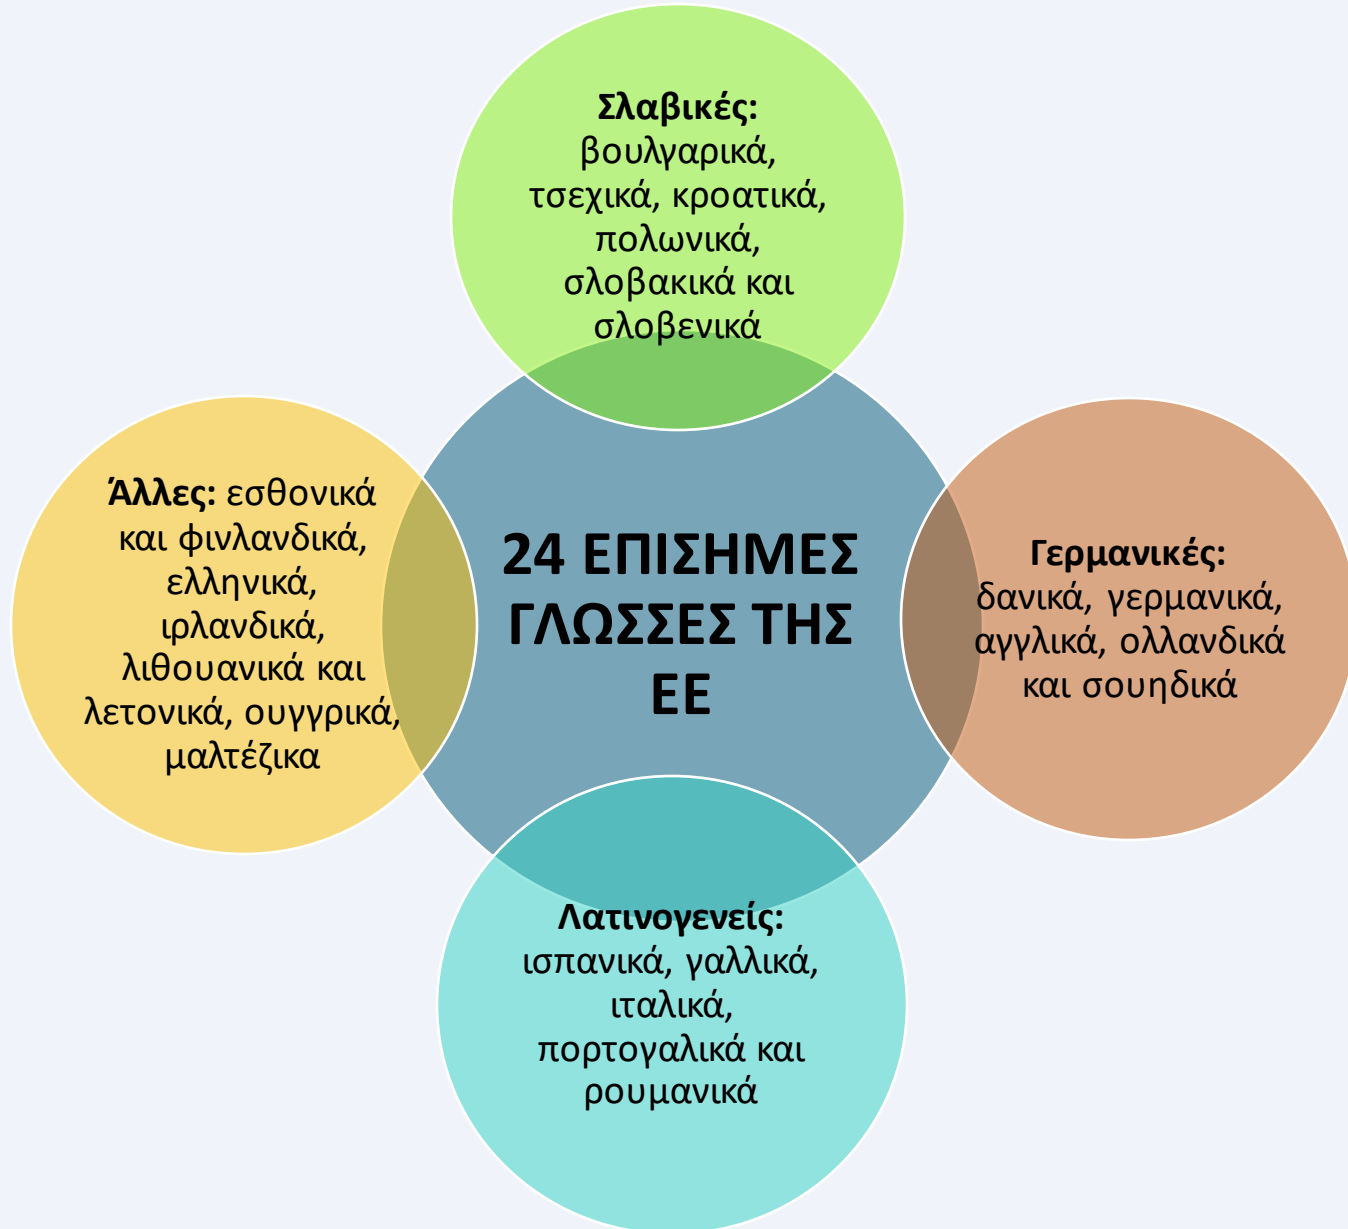 Σλαβικές:
βουλγαρικά,
τσεχικά, κροατικά,
πολωνικά,
σλοβακικά και
σλοβενικά
Άλλες: εσθονικά
και φινλανδικά,
ελληνικά,
ιρλανδικά,
λιθουανικά και
λετονικά, ουγγρικά,
μαλτέζικα
24 ΕΠΙΣΗΜΕΣ
ΓΛΩΣΣΕΣ ΤΗΣ
ΕΕ
Γερμανικές:
δανικά, γερμανικά,
αγγλικά, ολλανδικά
και σουηδικά
Λατινογενείς:
ισπανικά, γαλλικά,
ιταλικά,
πορτογαλικά και
ρουμανικά